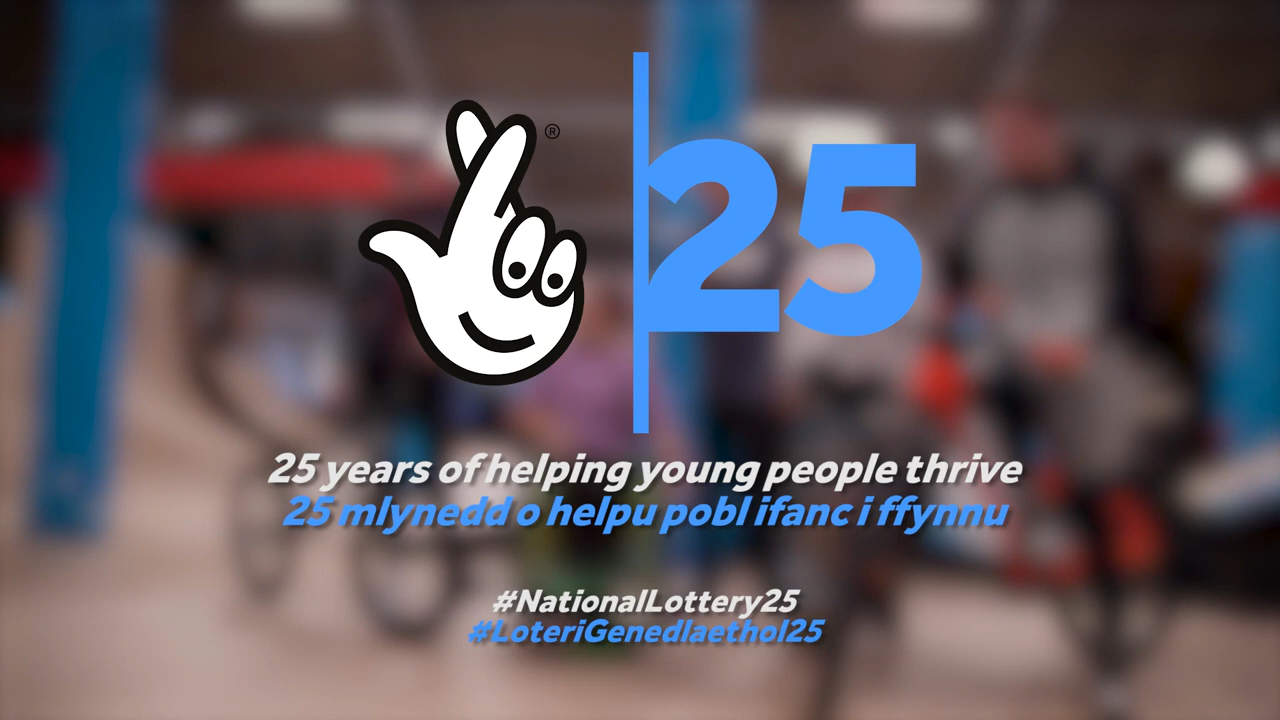 ®
25
25 years of helping young people thrive
25 mlynedd o helpu pobl ifanc i ffynnu
#NationalLottery25
#LoteriGenedlaethol25